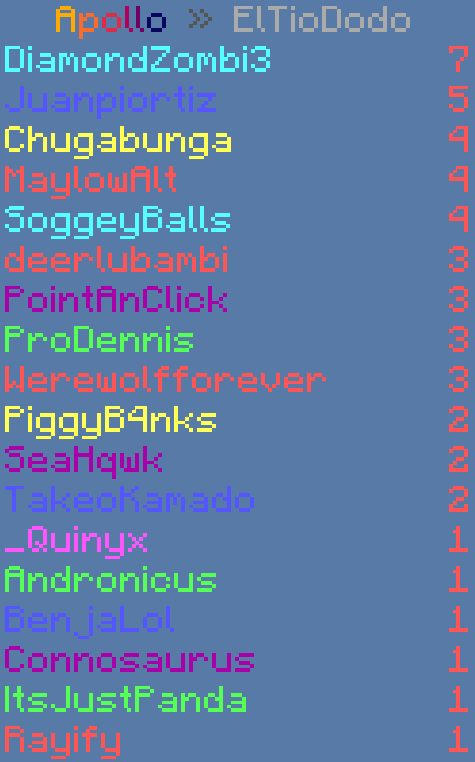 Apollo » ElTioDodo
DiamondZombi3 7
Juanpiortiz 5
Chugabunga 4
MaylowAlt 4
SoggeyBalls 4
deerlubambi 3
PointAnClick 3
ProDennis 3
Werewolfforever 3
PiggyB4nks 2
SeaHqwk 2
TakeoKamado 2
_Quinyx 1
Andronicus 1
BenjaLol 1
Connosaurus 1
ItsJustPanda 1
Rayify 1